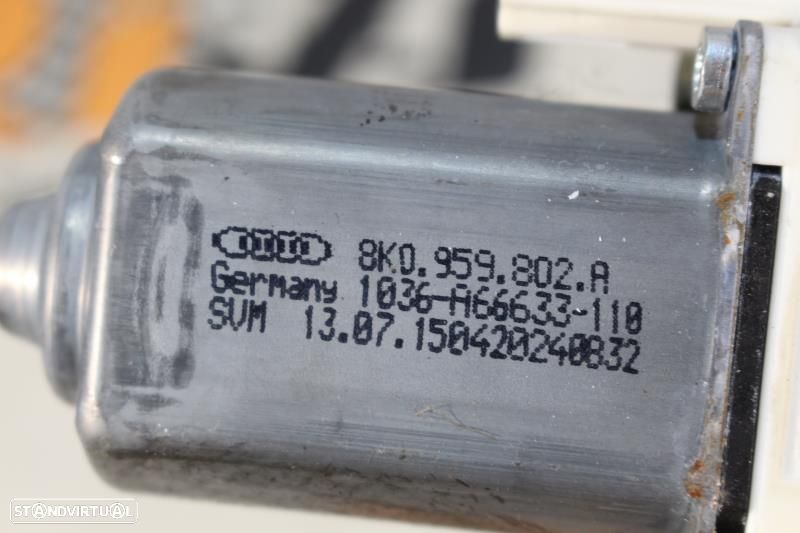 8K0.959.802.A
Germany 1036-A66633-110
SVM 13.07.150420240832
STANDVIRTUAL